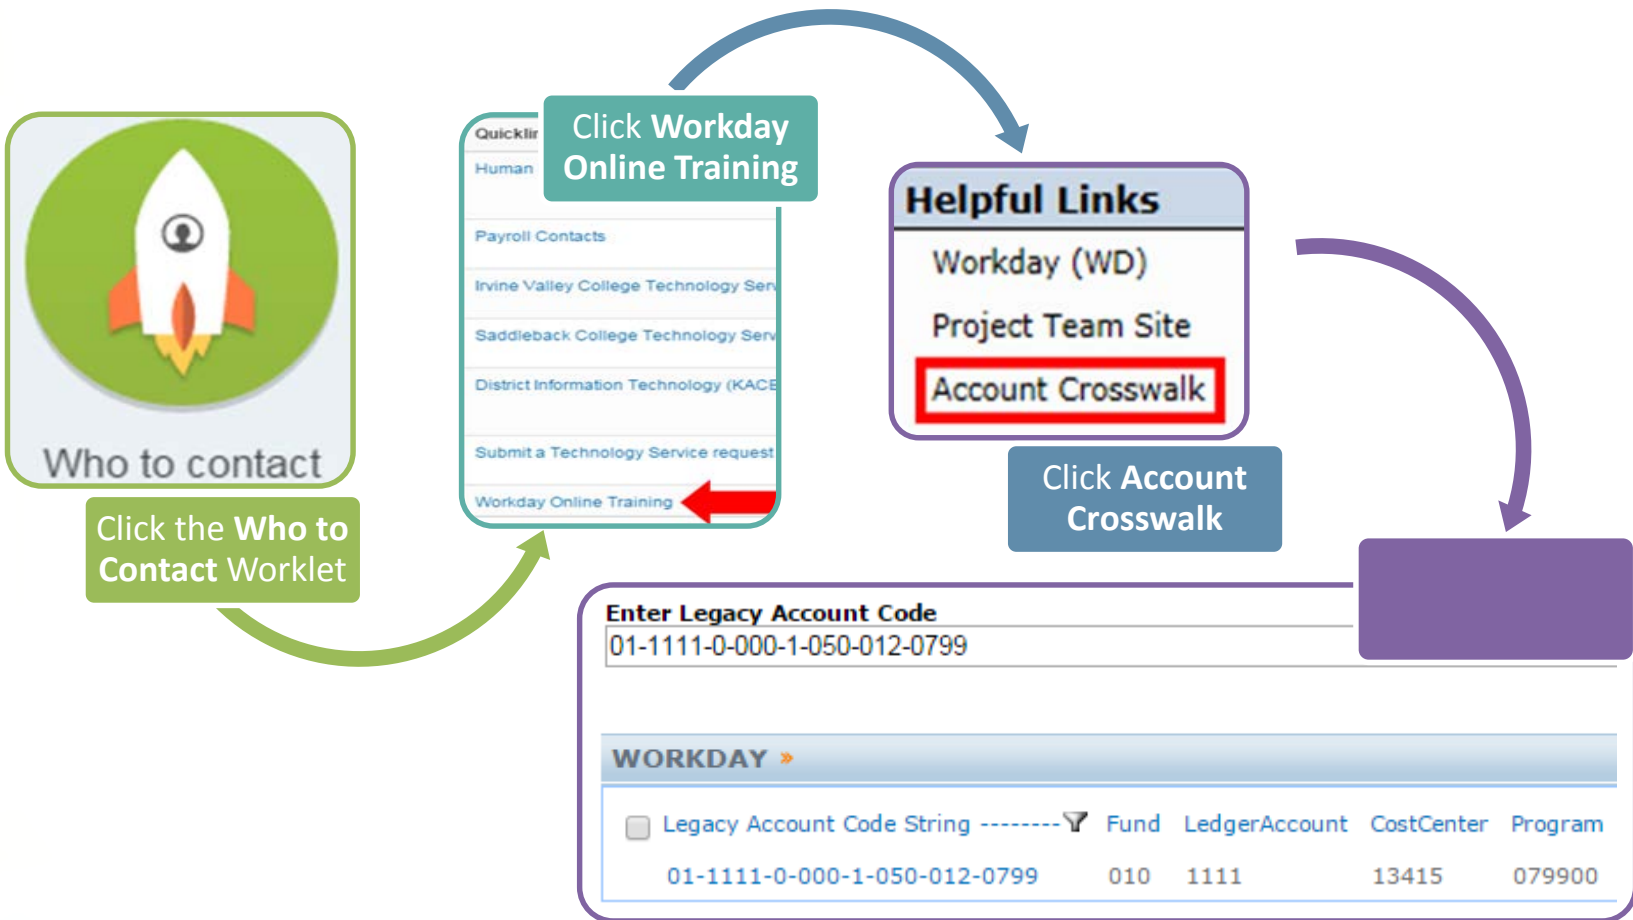 Who to contact
Click the Who to
Contact Worklet
Click Workday
Online Training
Human
Payroll Contacts
Irvine Valley College Technology
Saddleback College Technology
District Information Technology (KACE
Submit a Technology Service request
Workday Online Training
Helpful Links
Workday (WD)
Project Team Site
Account Crosswalk
Click Account
Crosswalk
Enter Legacy Account Code
01-1111-0-000-1-050-012-0799
WORKDAY »
Legacy Account Code String -------- Fund LedgerAccount CostCenter Program
01-1111-0-000-1-050-012-0799 010 1111 13415 079900